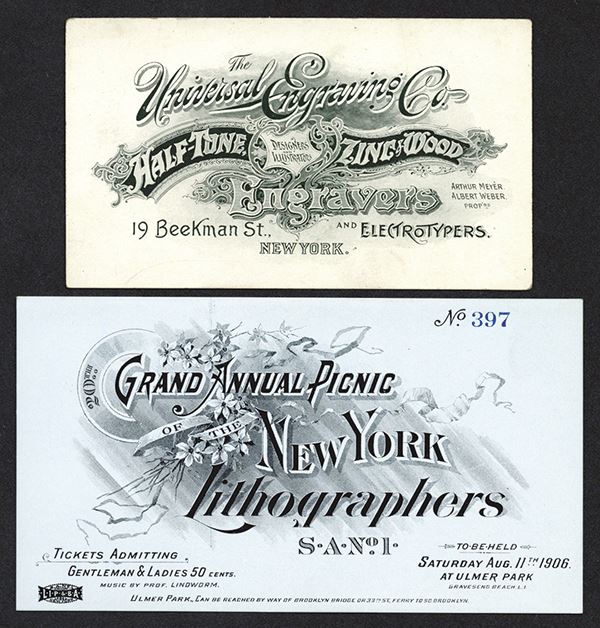 The
Universal Engraving Co.
HALF-TONE, DESIGNERS ILLUSTRATORS ZINC & WOOD
Engravers
ARTHUR MEYER.
ALBERT WEBER.
PROP'RS
19 Beekman St., AND ELECTROTYPERS.
NEW YORK.
No. 397
GRAND ANNUAL PICNIC
OF THE
NEW YORK
Lithographers
S.A. No 1.
TICKETS ADMITTING
GENTLEMAN & LADIES 50 CENTS.
MUSIC BY PROF. LINDWORM.
TO BE HELD
SATURDAY AUG. 11TH 1906.
AT ULMER PARK
GRAVESEND BEACH. L.I.
ULMER PARK, CAN BE REACHED BY WAY OF BROOKLYN BRIDGE OR 39TH ST, FERRY TO SO BROOKLYN.